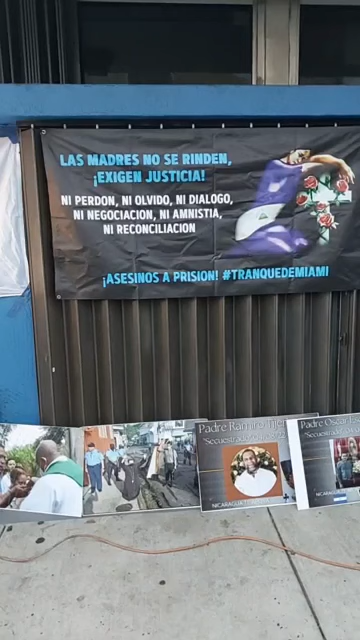 LAS MADRES NO SE RINDEN,
¡EXIGEN JUSTICIA!
NI PERDON, NI OLVIDO, NI DIALOGO,
NI NEGOCIACION, NI AMNISTIA,
NI RECONCILIACION
¡ASESINOS A PRISION! #TRANQUEDEMIAMI
Padre Ramiro
"Secuestrado
NICARAGUA
Padre Oscar
"Secuestrado
NICARAGUA